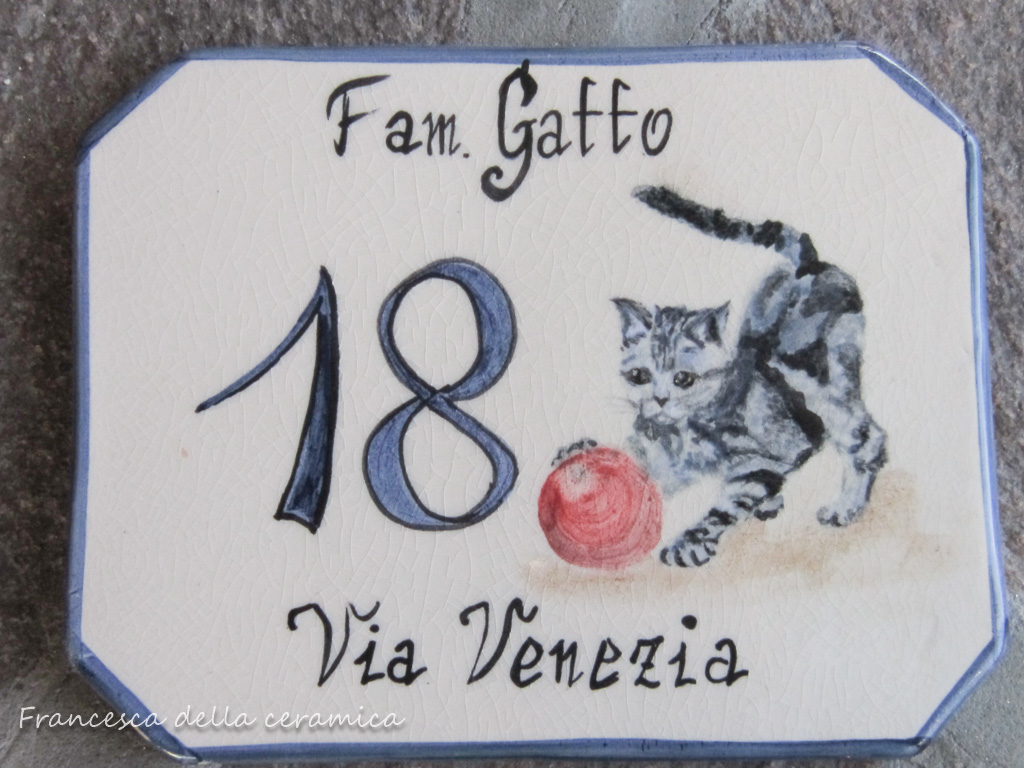 Fam. Gatto
18
Via Venezia
Francesca della ceramica